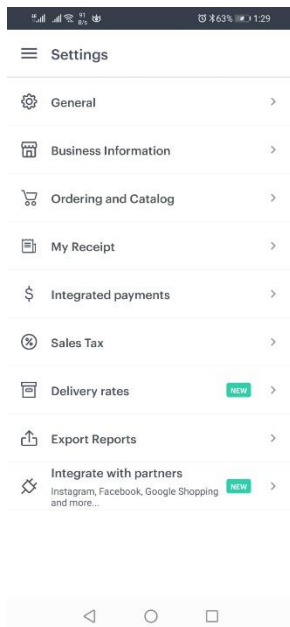 91
B/s
63%
1:29
Settings
General
Business Information
Ordering and Catalog
My Receipt
$ Integrated payments
% Sales Tax
Delivery rates NEW
Export Reports
Integrate with partners
Instagram, Facebook, Google Shopping NEW
and more...